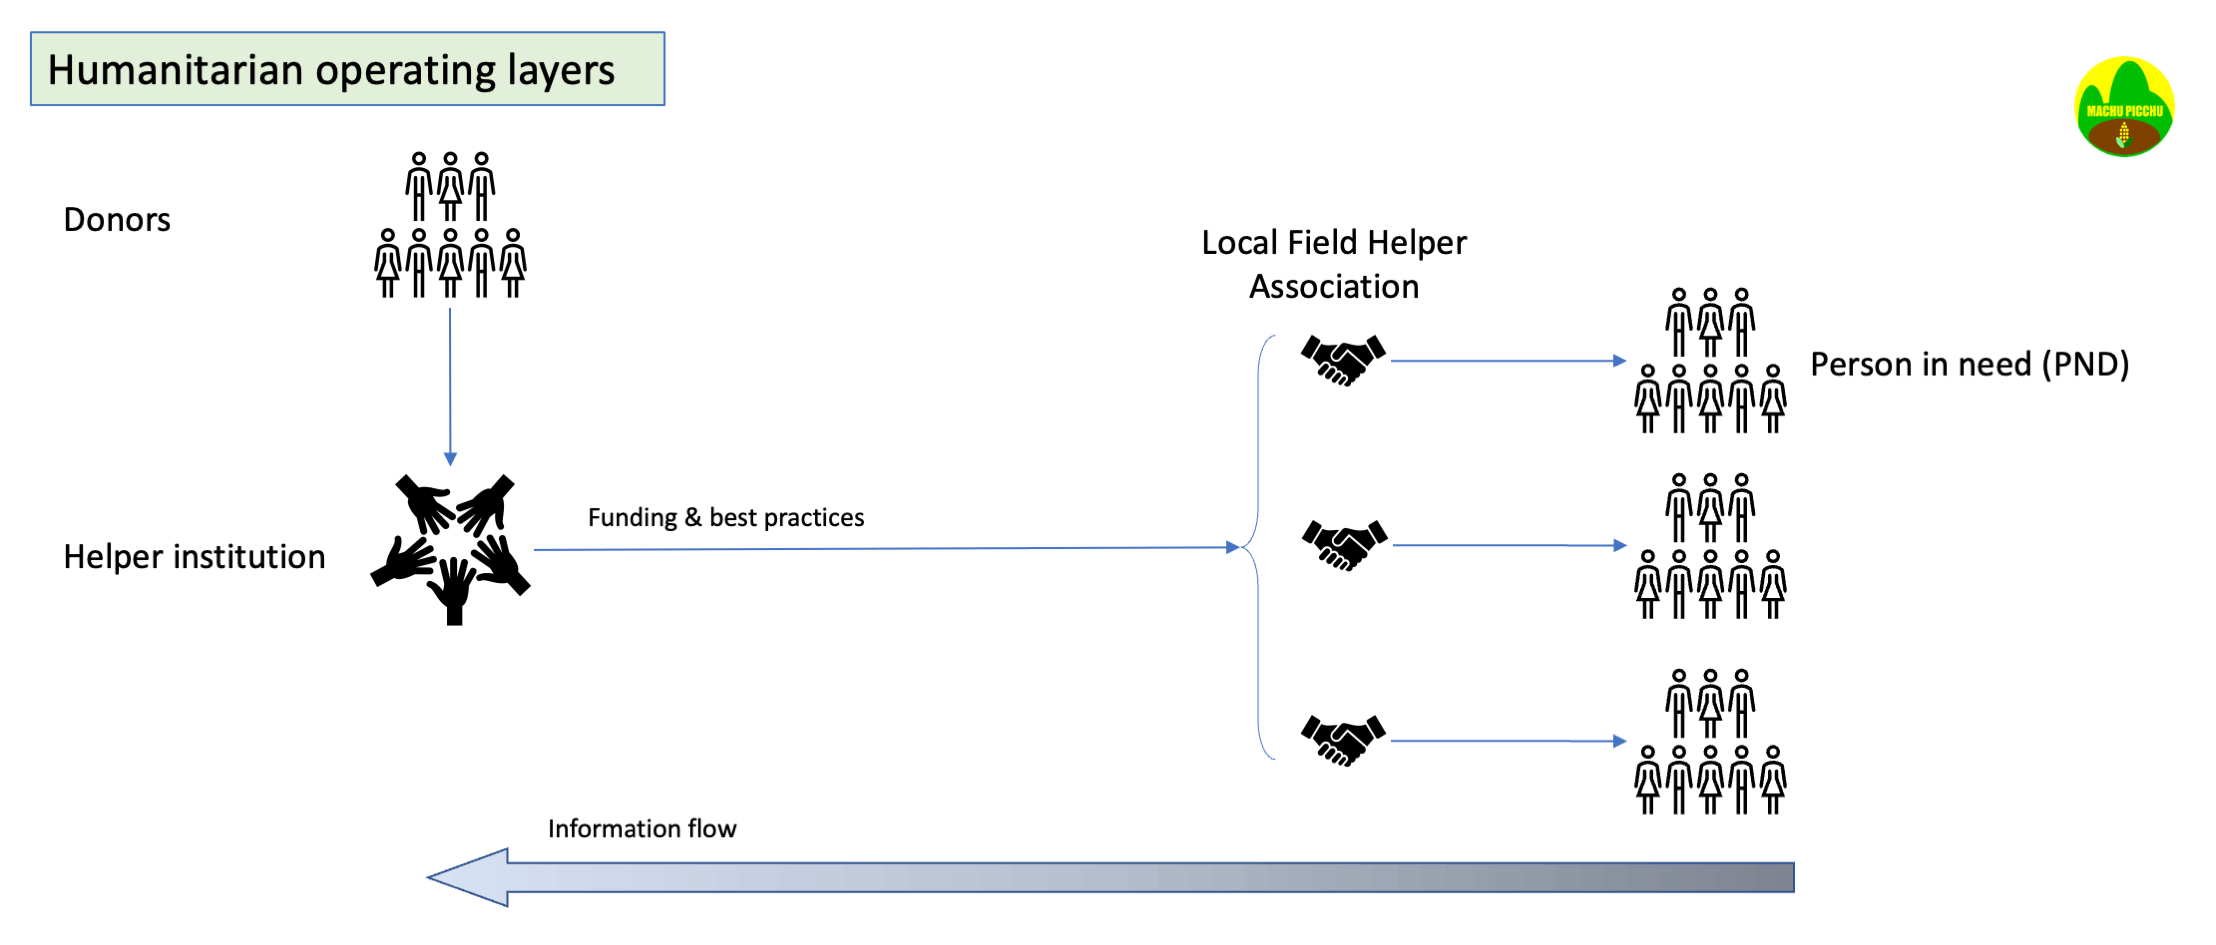 Humanitarian operating layers
MACHU PICCHU
Donors
Local Field Helper
Association
Person in need (PND)
Funding & best practices
Helper institution
Information flow